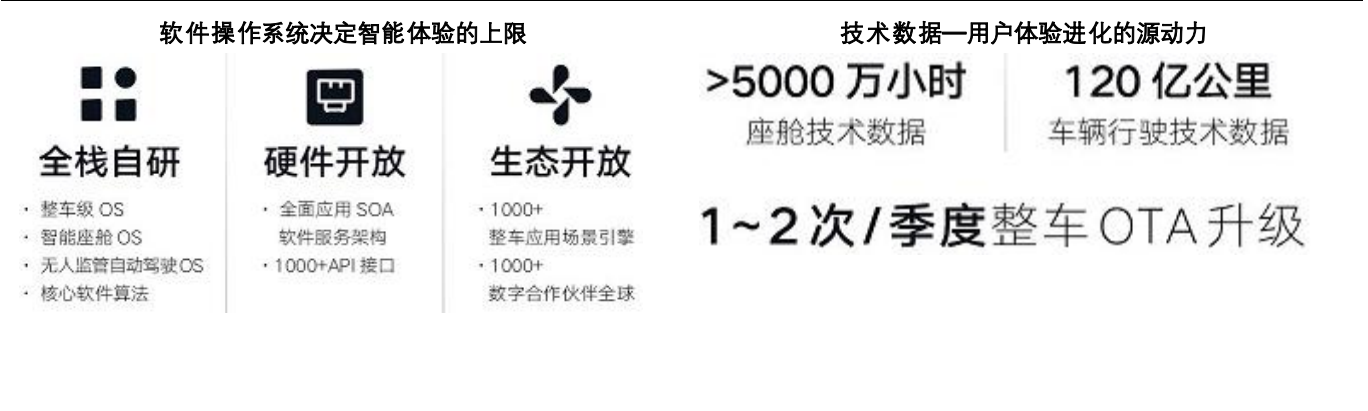 软件操作系统决定智能体验的上限
全栈自研
· 整车级 OS
· 智能座舱 OS
· 无人监管自动驾驶 OS
· 核心软件算法
硬件开放
· 全面应用 SOA
软件服务架构
· 1000+API 接口
生态开放
· 1000+
整车应用场景引擎
· 1000+
数字合作伙伴全球
技术数据—用户体验进化的源动力
>5000 万小时
座舱技术数据
120 亿公里
车辆行驶技术数据
1~2 次/季度整车 OTA 升级